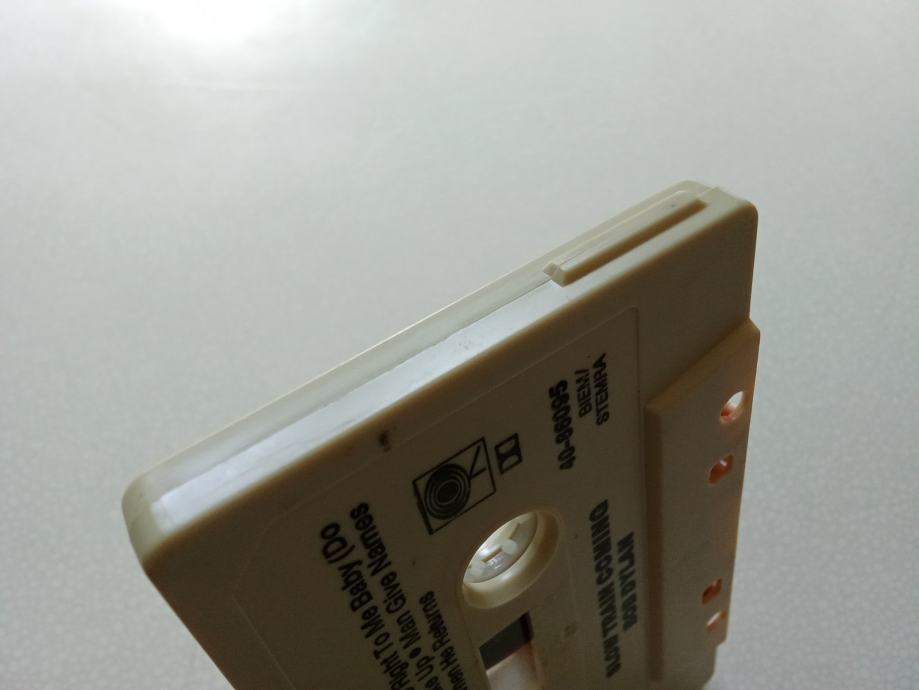 SLOW TRAIN COMING
BOB DYLAN
40-86095
BIEM/
STEMRA
Right To Me Baby (Do
Up ● Man Give Names
He Returns